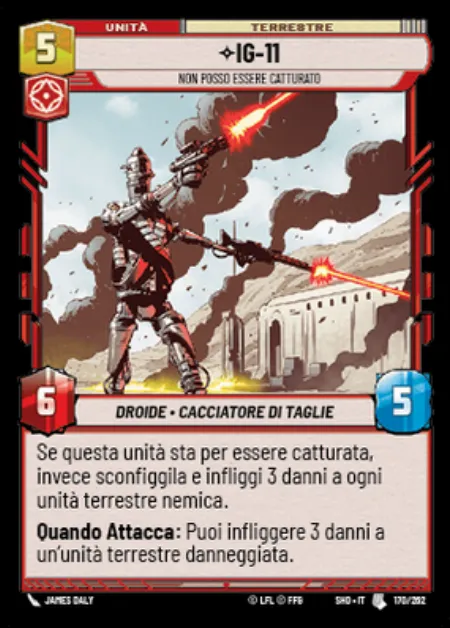 5
UNITÀ
TERRESTRE
IG-11
NON POSSO ESSERE CATTURATO
6
DROIDE • CACCIATORE DI TAGLIE
5
Se questa unità sta per essere catturata,
invece sconfiggila e infliggi 3 danni a ogni
unità terrestre nemica.
Quando Attacca: Puoi infliggere 3 danni a
un'unità terrestre danneggiata.
JAMES DALY
© LFL © FFG
SHD • IT
170/262